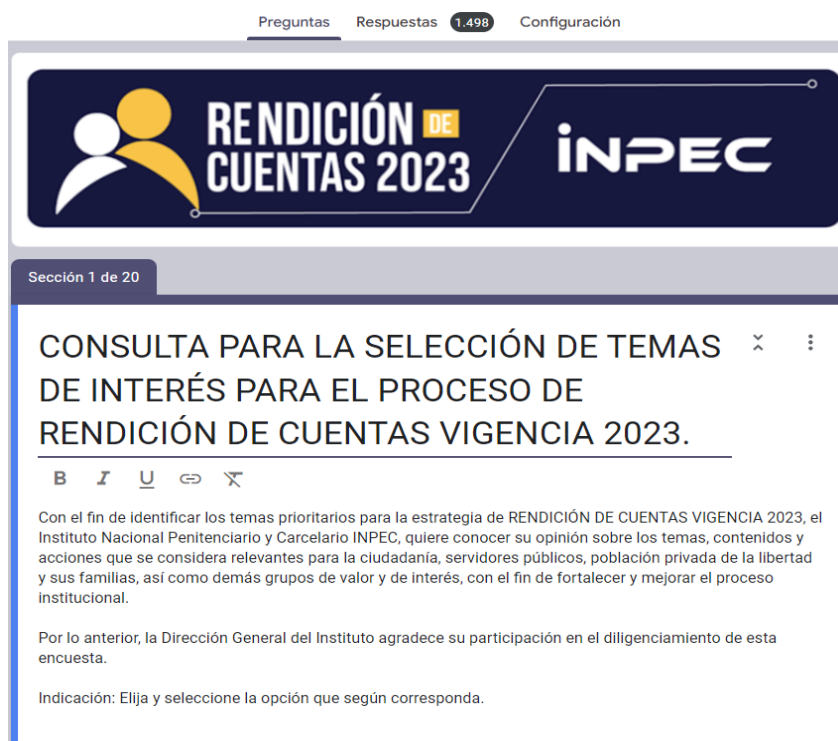 Preguntas Respuestas 1.498 Configuración
RENDICIÓN DE
CUENTAS 2023
INPEC
Sección 1 de 20
CONSULTA PARA LA SELECCIÓN DE TEMAS
DE INTERÉS PARA EL PROCESO DE
RENDICIÓN DE CUENTAS VIGENCIA 2023.
B I U
Con el fin de identificar los temas prioritarios para la estrategia de RENDICIÓN DE CUENTAS VIGENCIA 2023, el
Instituto Nacional Penitenciario y Carcelario INPEC, quiere conocer su opinión sobre los temas, contenidos y
acciones que se considera relevantes para la ciudadanía, servidores públicos, población privada de la libertad
y sus familias, así como demás grupos de valor y de interés, con el fin de fortalecer y mejorar el proceso
institucional.
Por lo anterior, la Dirección General del Instituto agradece su participación en el diligenciamiento de esta
encuesta.
Indicación: Elija y seleccione la opción que según corresponda.